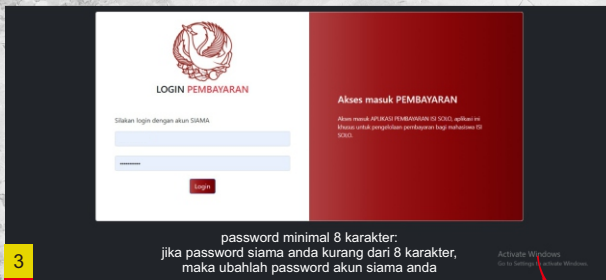 LOGIN PEMBAYARAN
Silakan login dengan akun SIAMA
Login
Akses masuk PEMBAYARAN
Akses masuk APLIKASI PEMBAYARAN ISI SOLO, aplikasi ini
khusus untuk pengelolaan pembayaran bagi mahasiswa ISI
SOLO.
password minimal 8 karakter:
jika password siama anda kurang dari 8 karakter,
maka ubahlah password akun siama anda
3
Activate Windows
Go to Settings to activate Windows.